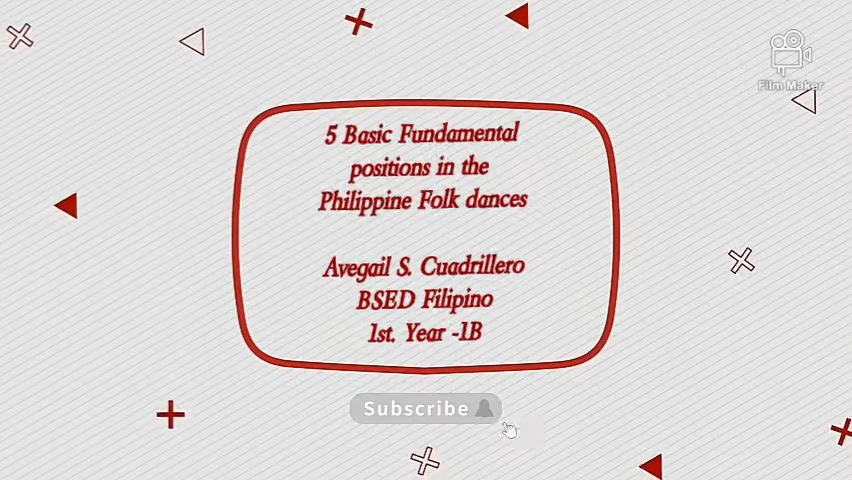 Film Maker
5 Basic Fundamental
positions in the
Philippine Folk dances
Avegail S. Cuadrillero
BSED Filipino
1st. Year -1B
Subscribe